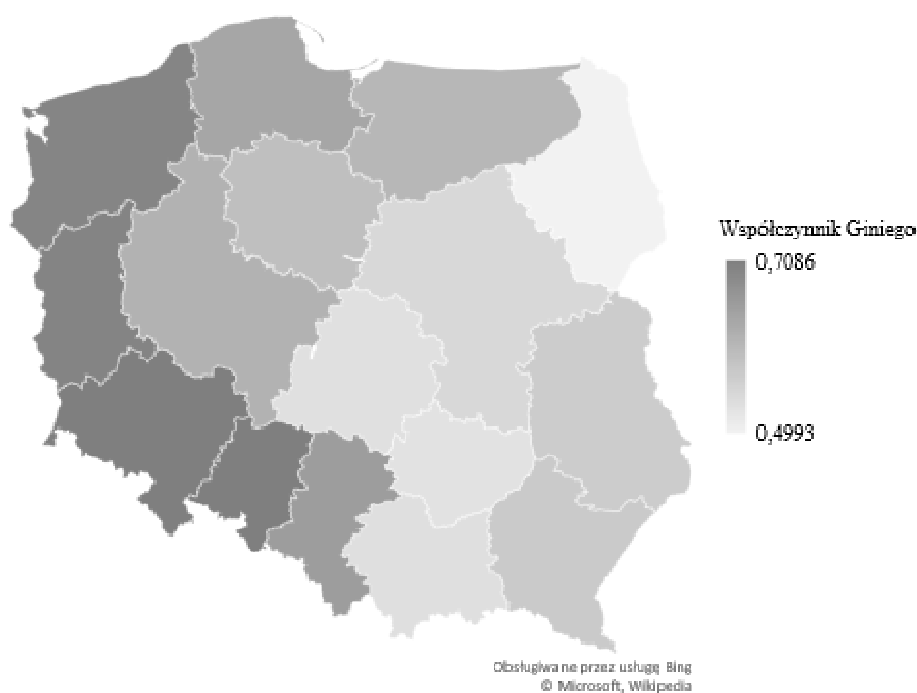 Współczynnik Giniego
0,7086
0,4993
Obsługiwane przez usługę Bing
© Microsoft, Wikipedia